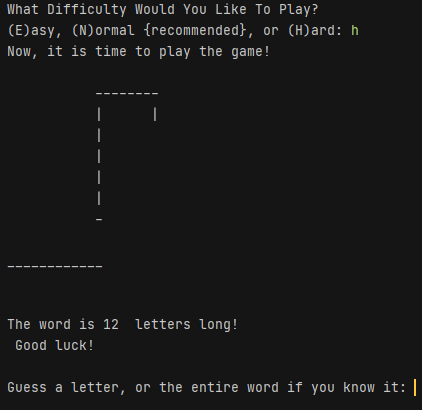 What Difficulty Would You Like To Play?
(E)asy, (N)ormal {recommended}, or (H)ard: h
Now, it is time to play the game!
--------
|      |
|
|
|
|
-
____________
The word is 12  letters long!
Good luck!
Guess a letter, or the entire word if you know it: